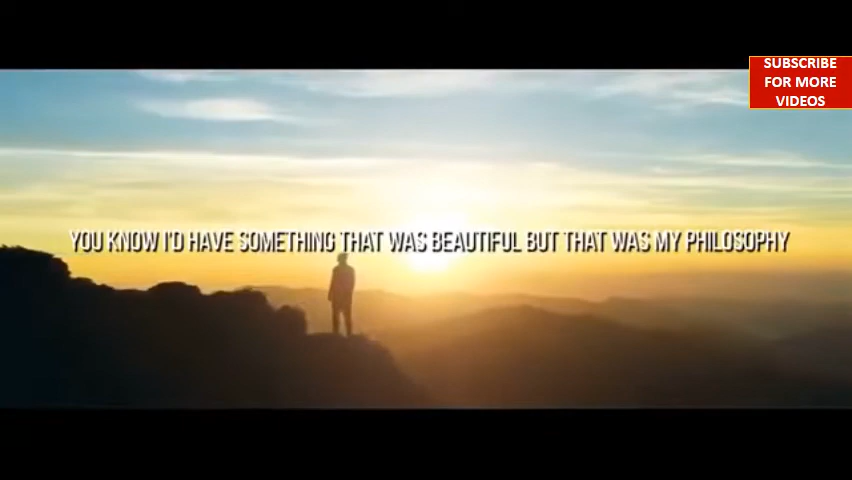 SUBSCRIBE
FOR MORE
VIDEOS
YOU KNOW I'D HAVE SOMETHING THAT WAS BEAUTIFUL BUT THAT WAS MY PHILOSOPHY